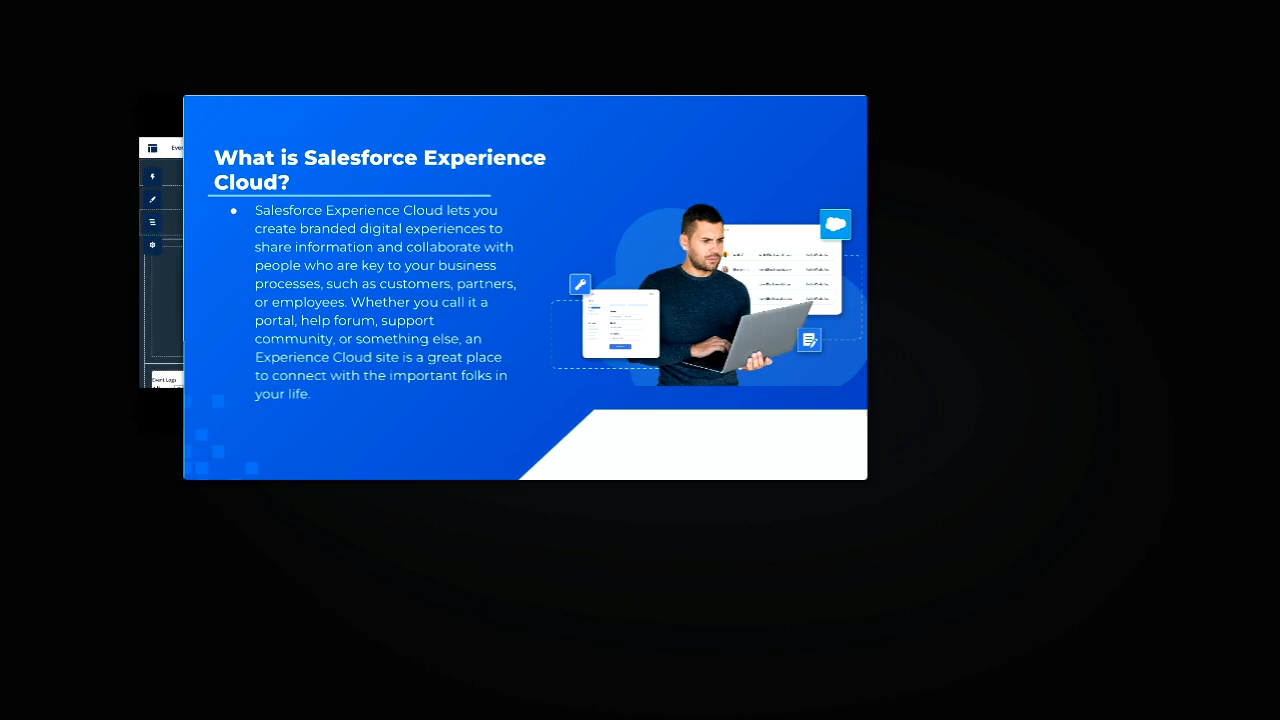 What is Salesforce Experience
Cloud?
● Salesforce Experience Cloud lets you
create branded digital experiences to
share information and collaborate with
people who are key to your business
processes, such as customers, partners,
or employees. Whether you call it a
portal, help forum, support
community, or something else, an
Experience Cloud site is a great place
to connect with the important folks in
your life.
Event Logo